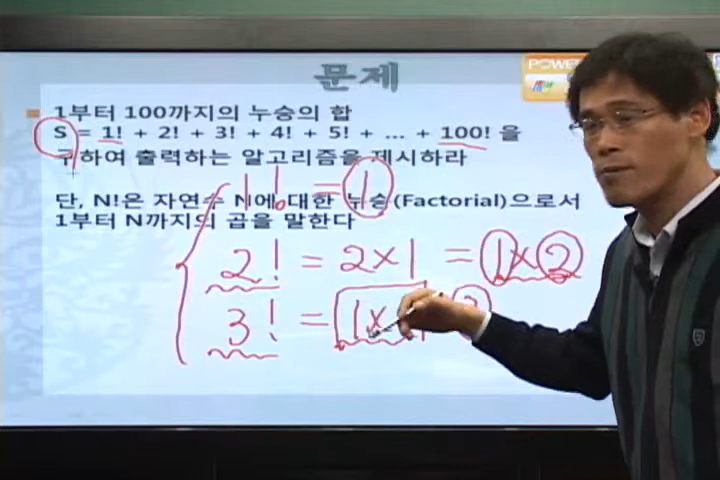 문제
1부터 100까지의 누승의 합
S = 1! + 2! + 3! + 4! + 5! + ... + 100! 을
구하여 출력하는 알고리즘을 제시하라
1! = 1
단, N!은 자연수 N에 대한 누승(Factorial)으로서
1부터 N까지의 곱을 말한다
2! = 2×1 = 1×2
3! = 1×
POWER